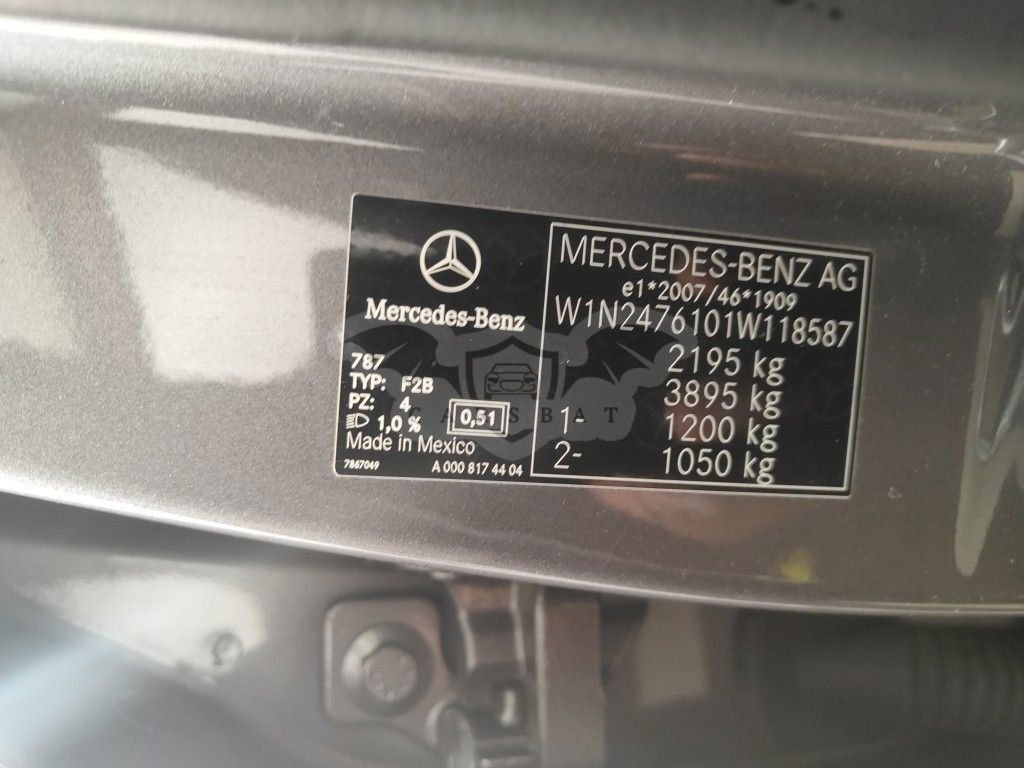 Mercedes-Benz
787
TYP: F2B
PZ: 4
1,0 %
0,51
Made in Mexico
7867049
A 000 817 44 04
MERCEDES-BENZ AG
e1*2007/46*1909
W1N2476101W118587
2195 kg
3895 kg
1- 1200 kg
2- 1050 kg
CARSBAT